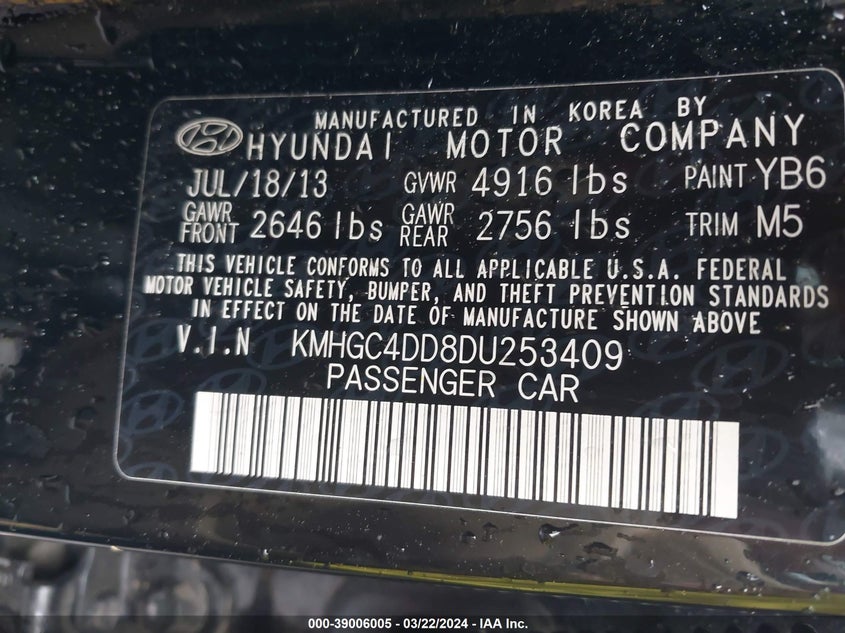 MANUFACTURED IN KOREA BY
HYUNDAI MOTOR COMPANY
JUL/18/13 GVWR 4916 lbs PAINT YB6
GAWR FRONT 2646 lbs GAWR REAR 2756 lbs TRIM M5
THIS VEHICLE CONFORMS TO ALL APPLICABLE U.S.A. FEDERAL
MOTOR VEHICLE SAFETY, BUMPER, AND THEFT PREVENTION STANDARDS
IN EFFECT ON THE DATE OF MANUFACTURE SHOWN ABOVE
V.I.N KMHGC4DD8DU253409
PASSENGER CAR
000-39006005 - 03/22/2024 - IAA Inc.